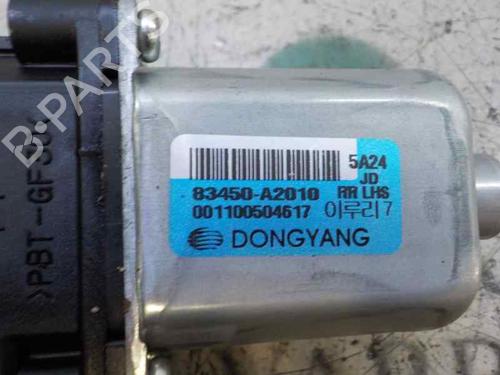 B-PARTS
>PBT-GF30<
5A24
JD
83450-A2010 RR LHS
001100504617 이루리 7
DONGYANG